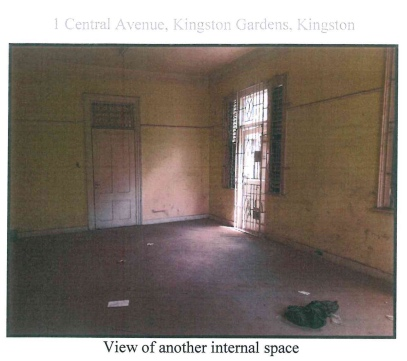 1 Central Avenue, Kingston Gardens, Kingston
View of another internal space